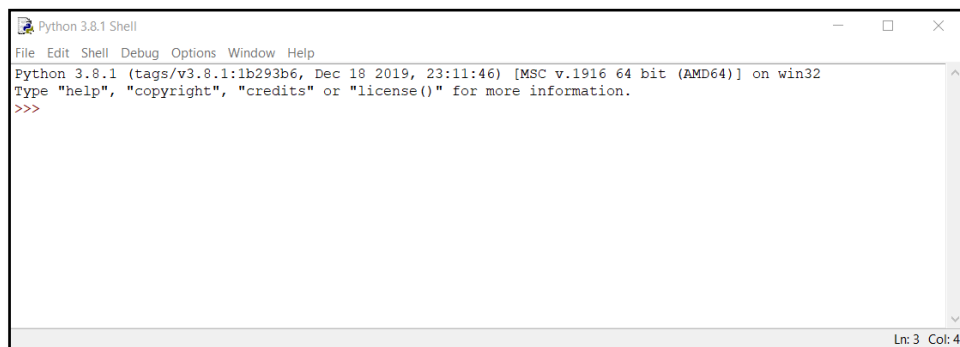 Python 3.8.1 Shell
File Edit Shell Debug Options Window Help
Python 3.8.1 (tags/v3.8.1:1b293b6, Dec 18 2019, 23:11:46) [MSC v.1916 64 bit (AMD64)] on win32
Type "help", "copyright", "credits" or "license()" for more information.
>>>
Ln: 3 Col: 4